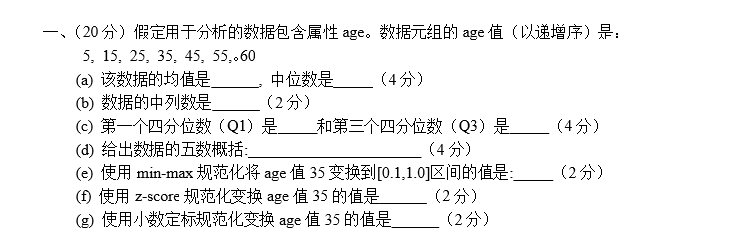 一、（20分）假定用于分析的数据包含属性 age。数据元组的 age 值（以递增序）是：
5, 15, 25, 35, 45, 55,。60
(a) 该数据的均值是______, 中位数是_____（4分）
(b) 数据的中列数是______（2分）
(c) 第一个四分位数（Q1）是_____和第三个四分位数（Q3）是_____（4分）
(d) 给出数据的五数概括:______________________（4分）
(e) 使用 min-max 规范化将 age 值 35 变换到[0.1,1.0]区间的值是:_____（2分）
(f) 使用 z-score 规范化变换 age 值 35 的值是______（2分）
(g) 使用小数定标规范化变换 age 值 35 的值是______（2分）